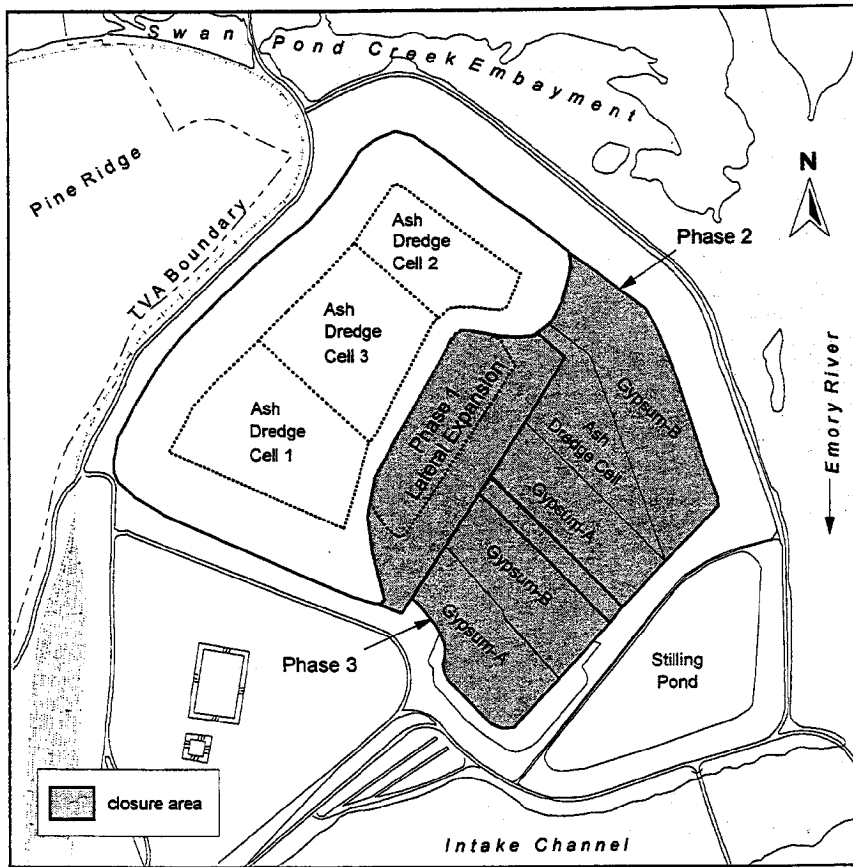 Swan Pond Creek Embayment
Pine Ridge
TVA Boundary
N
Phase 2
Ash
Dredge
Cell 2
Ash
Dredge
Cell 3
Ash
Dredge
Cell 1
Phase 1
Lateral Expansion
Gypsum-B
Ash
Dredge Cell
Gypsum-A
Gypsum-B
Gypsum-A
Emory River
Phase 3
Stilling
Pond
closure area
Intake Channel